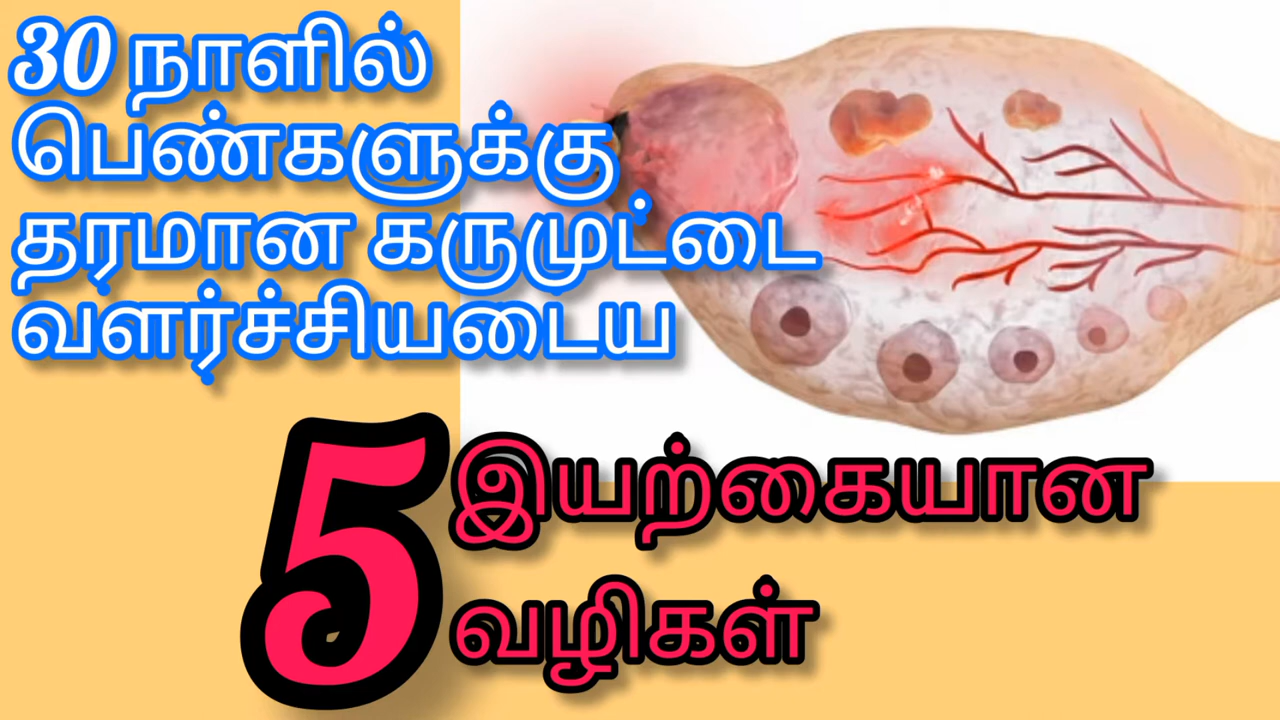 30 நாளில்
பெண்களுக்கு
தரமான கருமுட்டை
வளர்ச்சியடைய
5 இயற்கையான
வழிகள்